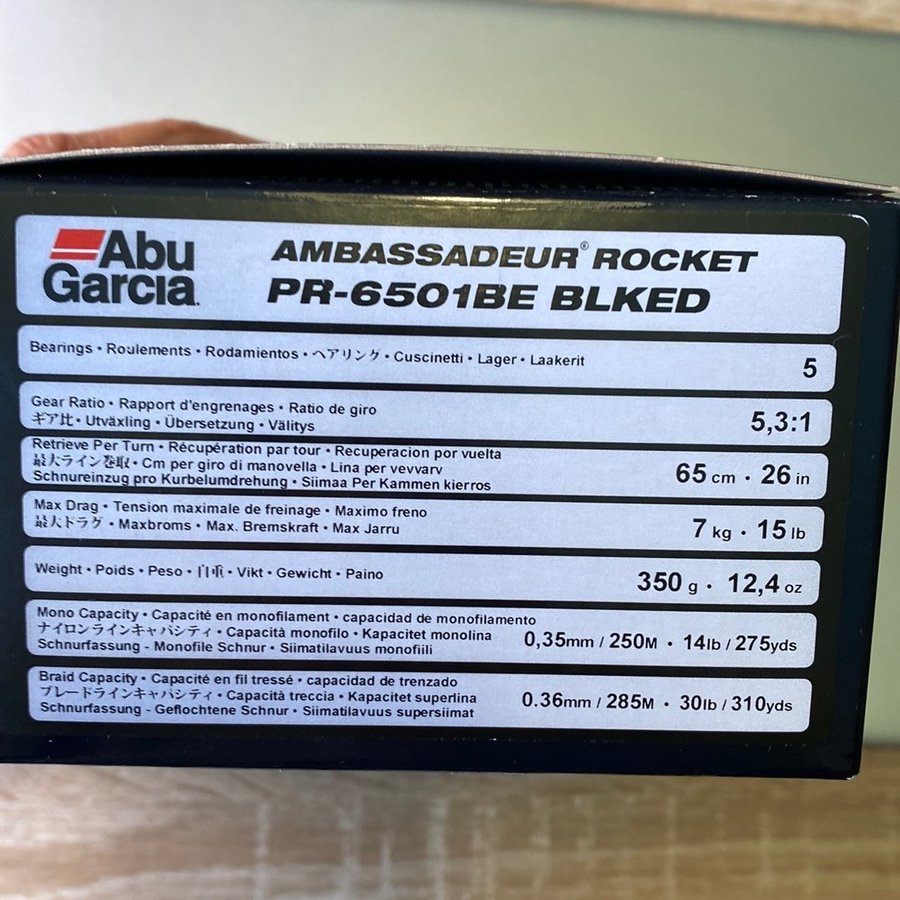 Abu
Garcia
AMBASSADEUR® ROCKET
PR-6501BE BLKED
Bearings • Roulements • Rodamientos • ヘアリング • Cuscinetti • Lager • Laakerit
5
Gear Ratio • Rapport d'engrenages • Ratio de giro
ギア比 • Utväxling • Übersetzung • Välitys
5,3:1
Retrieve Per Turn • Récupération par tour • Recuperacion por vuelta
最大ライン巻取 • Cm per giro di manovella • Lina per vevvarv
Schnureinzug pro Kurbelumdrehung • Siimaa Per Kammen kierros
65 cm • 26 in
Max Drag • Tension maximale de freinage • Maximo freno
最大ドラグ • Maxbroms • Max. Bremskraft • Max Jarru
7 kg • 15 lb
Weight • Poids • Peso • 自重 • Vikt • Gewicht • Paino
350 g • 12,4 oz
Mono Capacity • Capacité en monofilament • capacidad de monofilamento
ナイロンラインキャパシティ • Capacità monofilo • Kapacitet monolina
Schnurfassung - Monofile Schnur • Siimatilavuus monofiili
0,35mm / 250M • 14lb / 275yds
Braid Capacity • Capacité en fil tressé • capacidad de trenzado
ブレードラインキャパシティ • Capacità treccia • Kapacitet superlina
Schnurfassung - Geflochtene Schnur • Siimatilavuus supersiimat
0.36mm / 285M • 30lb / 310yds